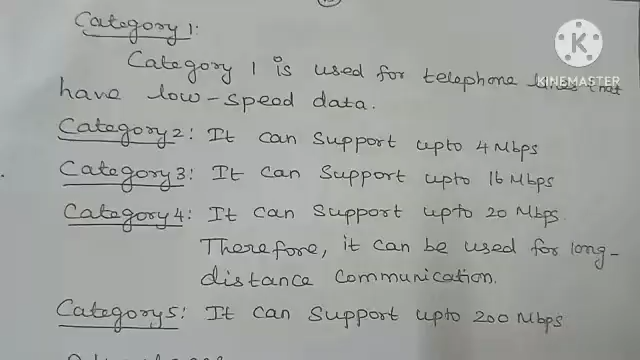 Category 1:
Category 1 is used for telephone lines that
KINEMASTER
have low-speed data.
Category 2: It can support upto 4 Mbps
Category 3: It can support upto 16 Mbps
Category 4: It can support upto 20 Mbps.
Therefore, it can be used for long-
distance communication.
Category 5: It can support upto 200 Mbps